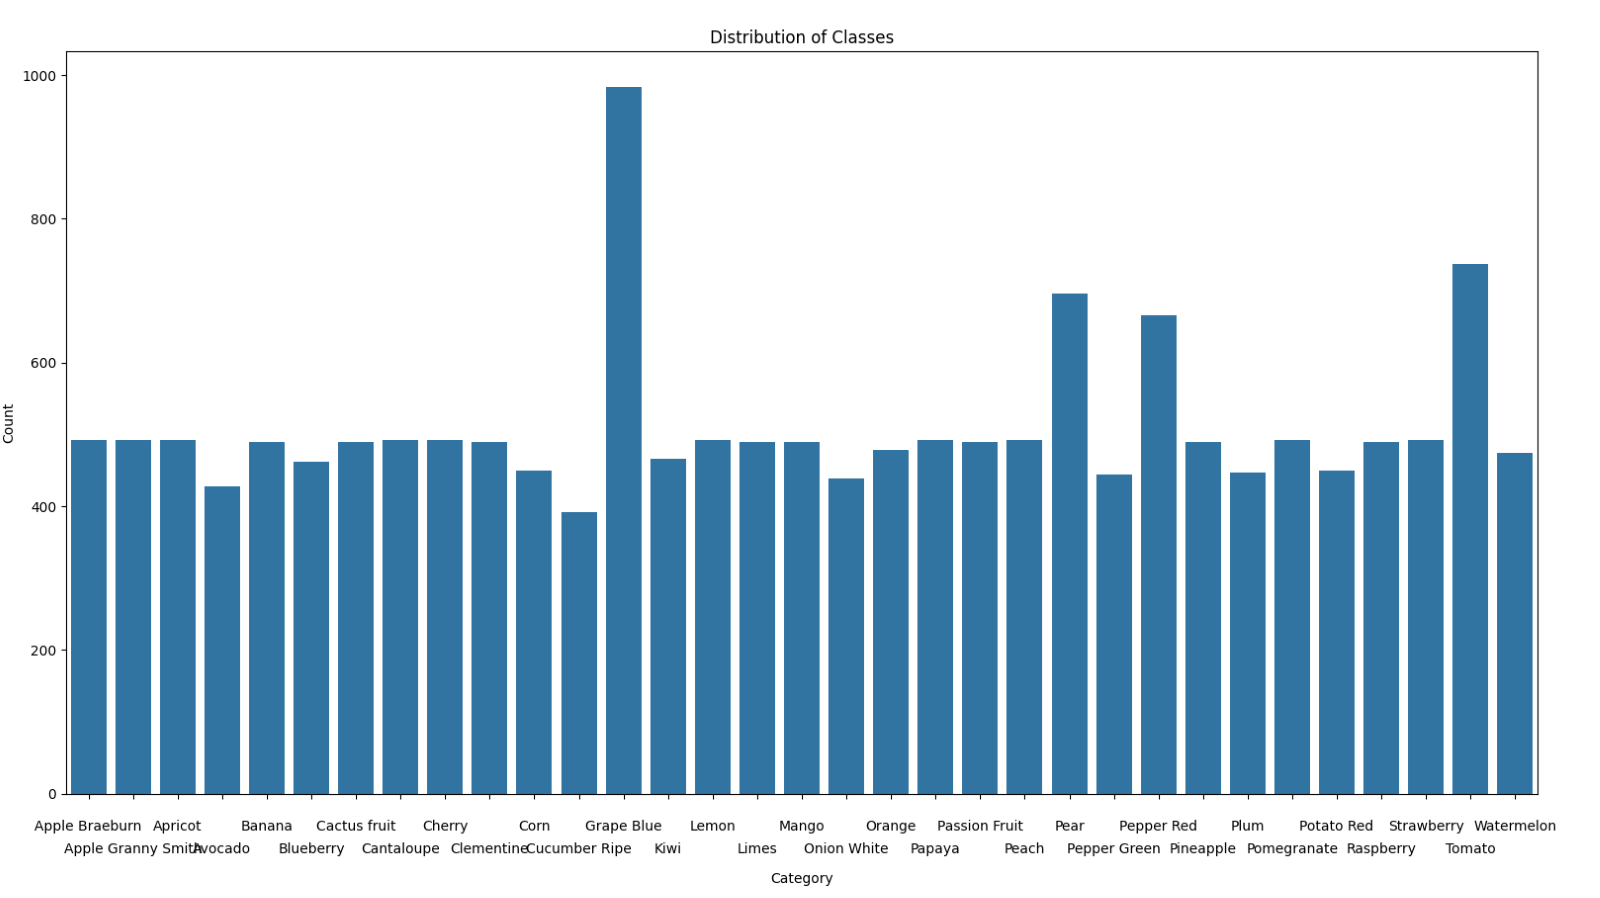 Distribution of Classes
1000
800
600
400
200
0
Count
Apple Braeburn Apricot Banana Cactus fruit Cherry Corn Grape Blue Lemon Mango Orange Passion Fruit Pear Pepper Red Plum Potato Red Strawberry Watermelon
Apple Granny Smith Avocado Blueberry Cantaloupe Clementine Cucumber Ripe Kiwi Limes Onion White Papaya Peach Pepper Green Pineapple Pomegranate Raspberry Tomato
Category